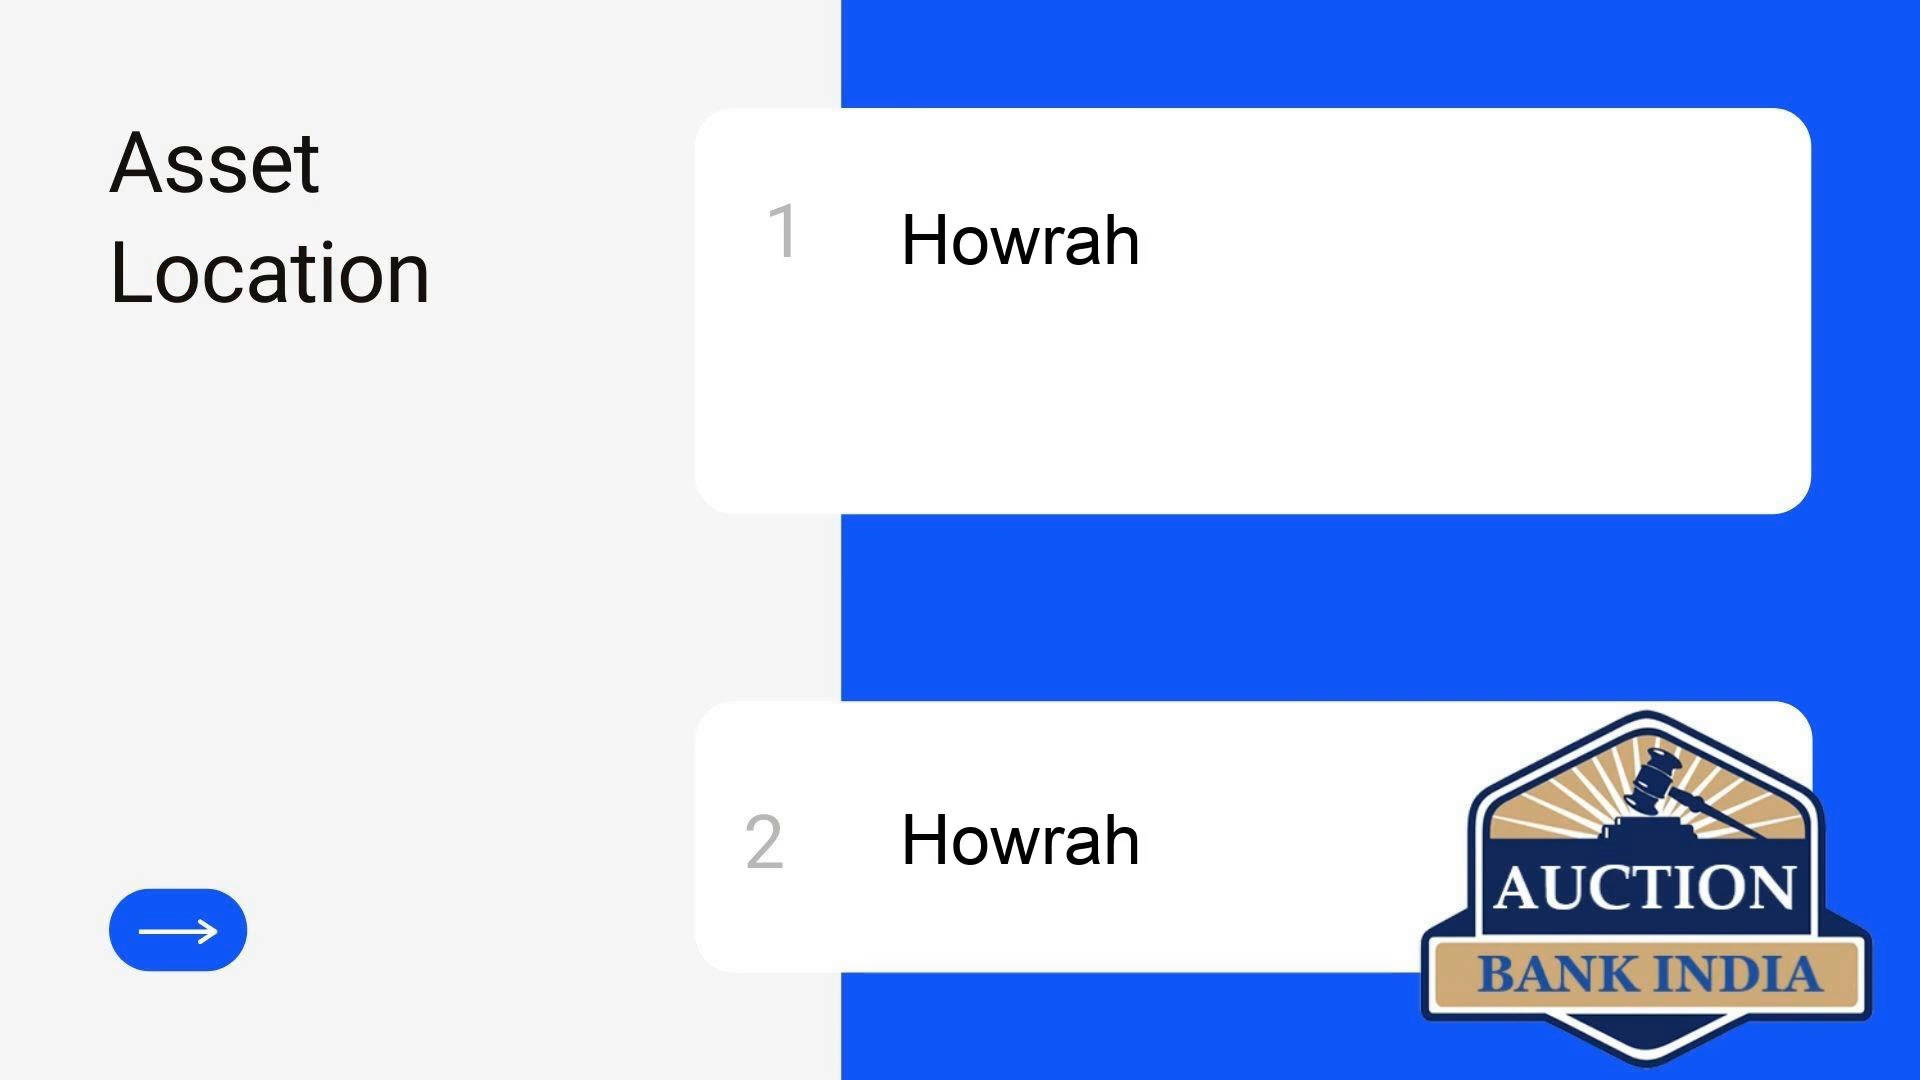 Asset
Location
1
Howrah
2
Howrah
AUCTION
BANK INDIA